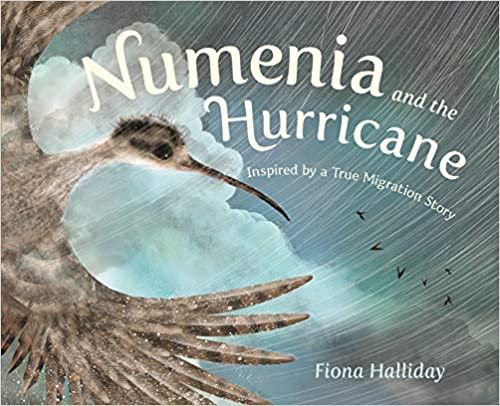 Numenia
and the
Hurricane
Inspired by a True Migration Story
Fiona Halliday